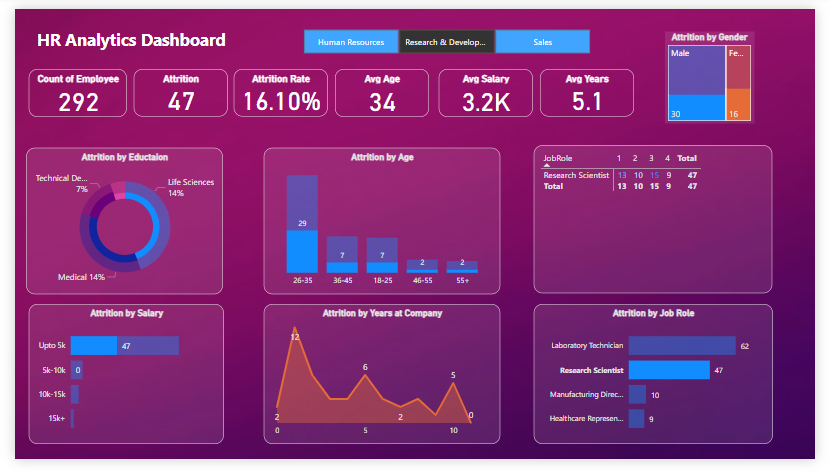 HR Analytics Dashboard
Human Resources
Research & Develop...
Sales
Attrition by Gender
Male
Fe...
30
16
Count of Employee
292
Attrition
47
Attrition Rate
16.10%
Avg Age
34
Avg Salary
3.2K
Avg Years
5.1
Attrition by Eductaion
Technical De...
7%
Life Sciences
14%
Medical 14%
Attrition by Age
29
7
7
2
2
26-35
36-45
18-25
46-55
55+
JobRole 1 2 3 4 Total
Research Scientist 13 10 15 9 47
Total 13 10 15 9 47
Attrition by Salary
Upto 5k 47
5k-10k 0
10k-15k
15k+
Attrition by Years at Company
12
6
5
2
2
0
0
5
10
Attrition by Job Role
Laboratory Technician 62
Research Scientist 47
Manufacturing Direc... 10
Healthcare Represen... 9